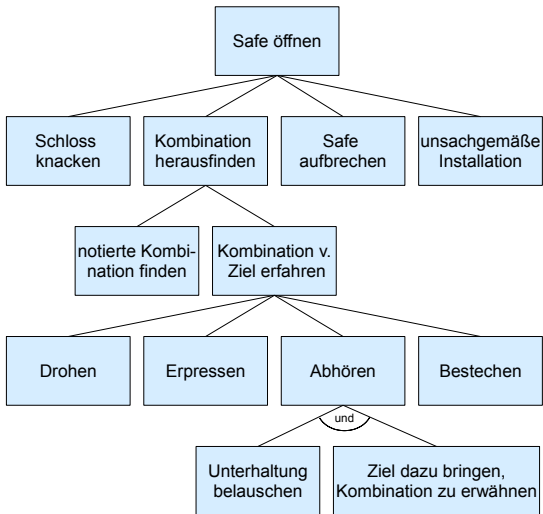 Safe öffnen
Schloss
knacken
Kombination
herausfinden
Safe
aufbrechen
unsachgemäße
Installation
notierte Kombi-
nation finden
Kombination v.
Ziel erfahren
Drohen
Erpressen
Abhören
Bestechen
und
Unterhaltung
belauschen
Ziel dazu bringen,
Kombination zu erwähnen